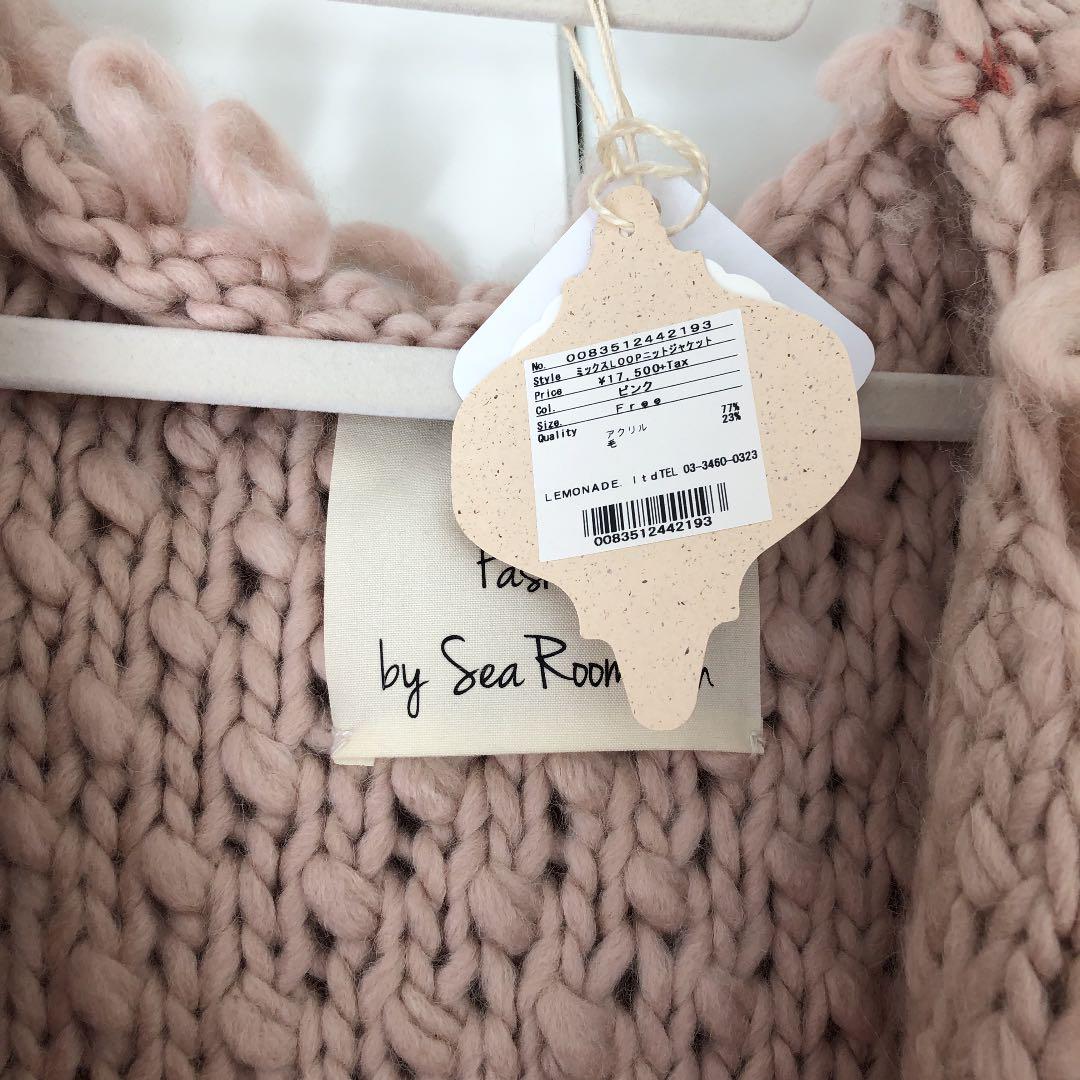 No. 0083512442193
Style ミックスLOOPニットジャケット
Price ¥17,500+Tax
Col. ピンク
Size. Free
Quality アクリル 77%
毛 23%
LEMONADE. ltdTEL 03-3460-0323
0083512442193
by Sea Room